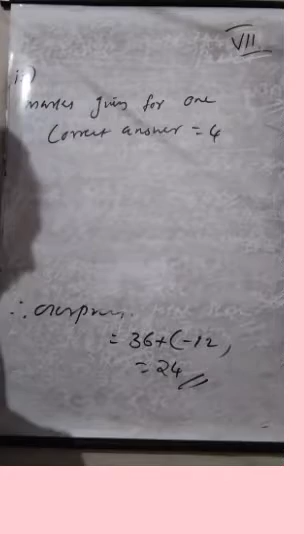 VII
i)
marks given for one
Correct answer = 4
= 36+(-12)
= 24